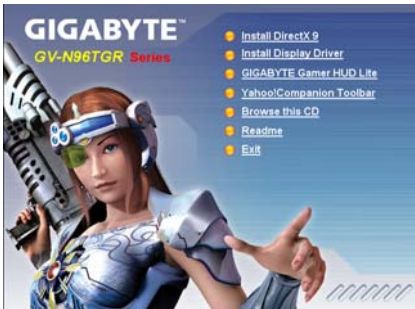 GIGABYTE™
GV-N96TGR Series
Install DirectX 9
Install Display Driver
GIGABYTE Gamer HUD Lite
Yahoo!Companion Toolbar
Browse this CD
Readme
Exit